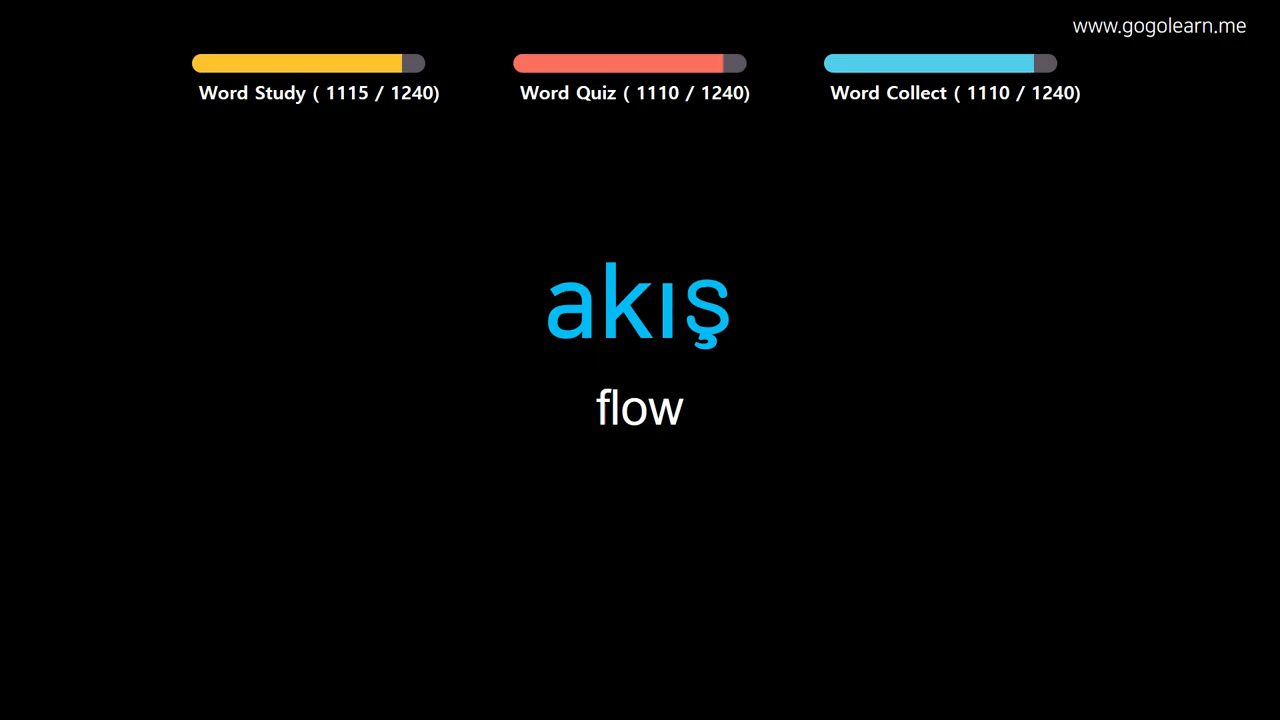 www.gogolearn.me
Word Study ( 1115 / 1240)
Word Quiz ( 1110 / 1240)
Word Collect ( 1110 / 1240)
akış
flow